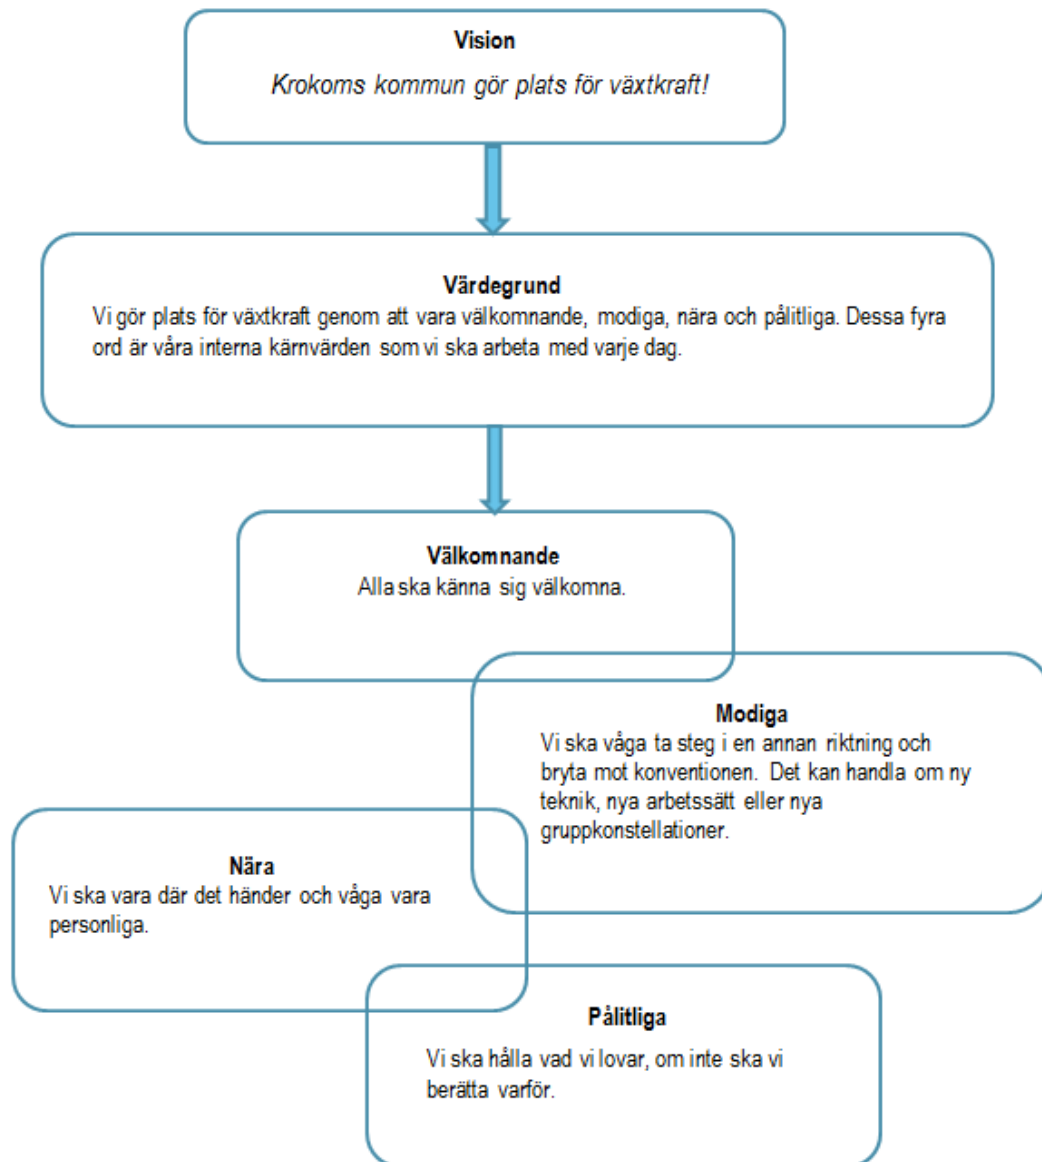 Vision
Krokoms kommun gör plats för växtkraft!
Värdegrund
Vi gör plats för växtkraft genom att vara välkomnande, modiga, nära och pålitliga. Dessa fyra
ord är våra interna kärnvärden som vi ska arbeta med varje dag.
Välkomnande
Alla ska känna sig välkomna.
Modiga
Vi ska våga ta steg i en annan riktning och
bryta mot konventionen. Det kan handla om ny
teknik, nya arbetssätt eller nya
gruppkonstellationer.
Nära
Vi ska vara där det händer och våga vara
personliga.
Pålitliga
Vi ska hålla vad vi lovar, om inte ska vi
berätta varför.